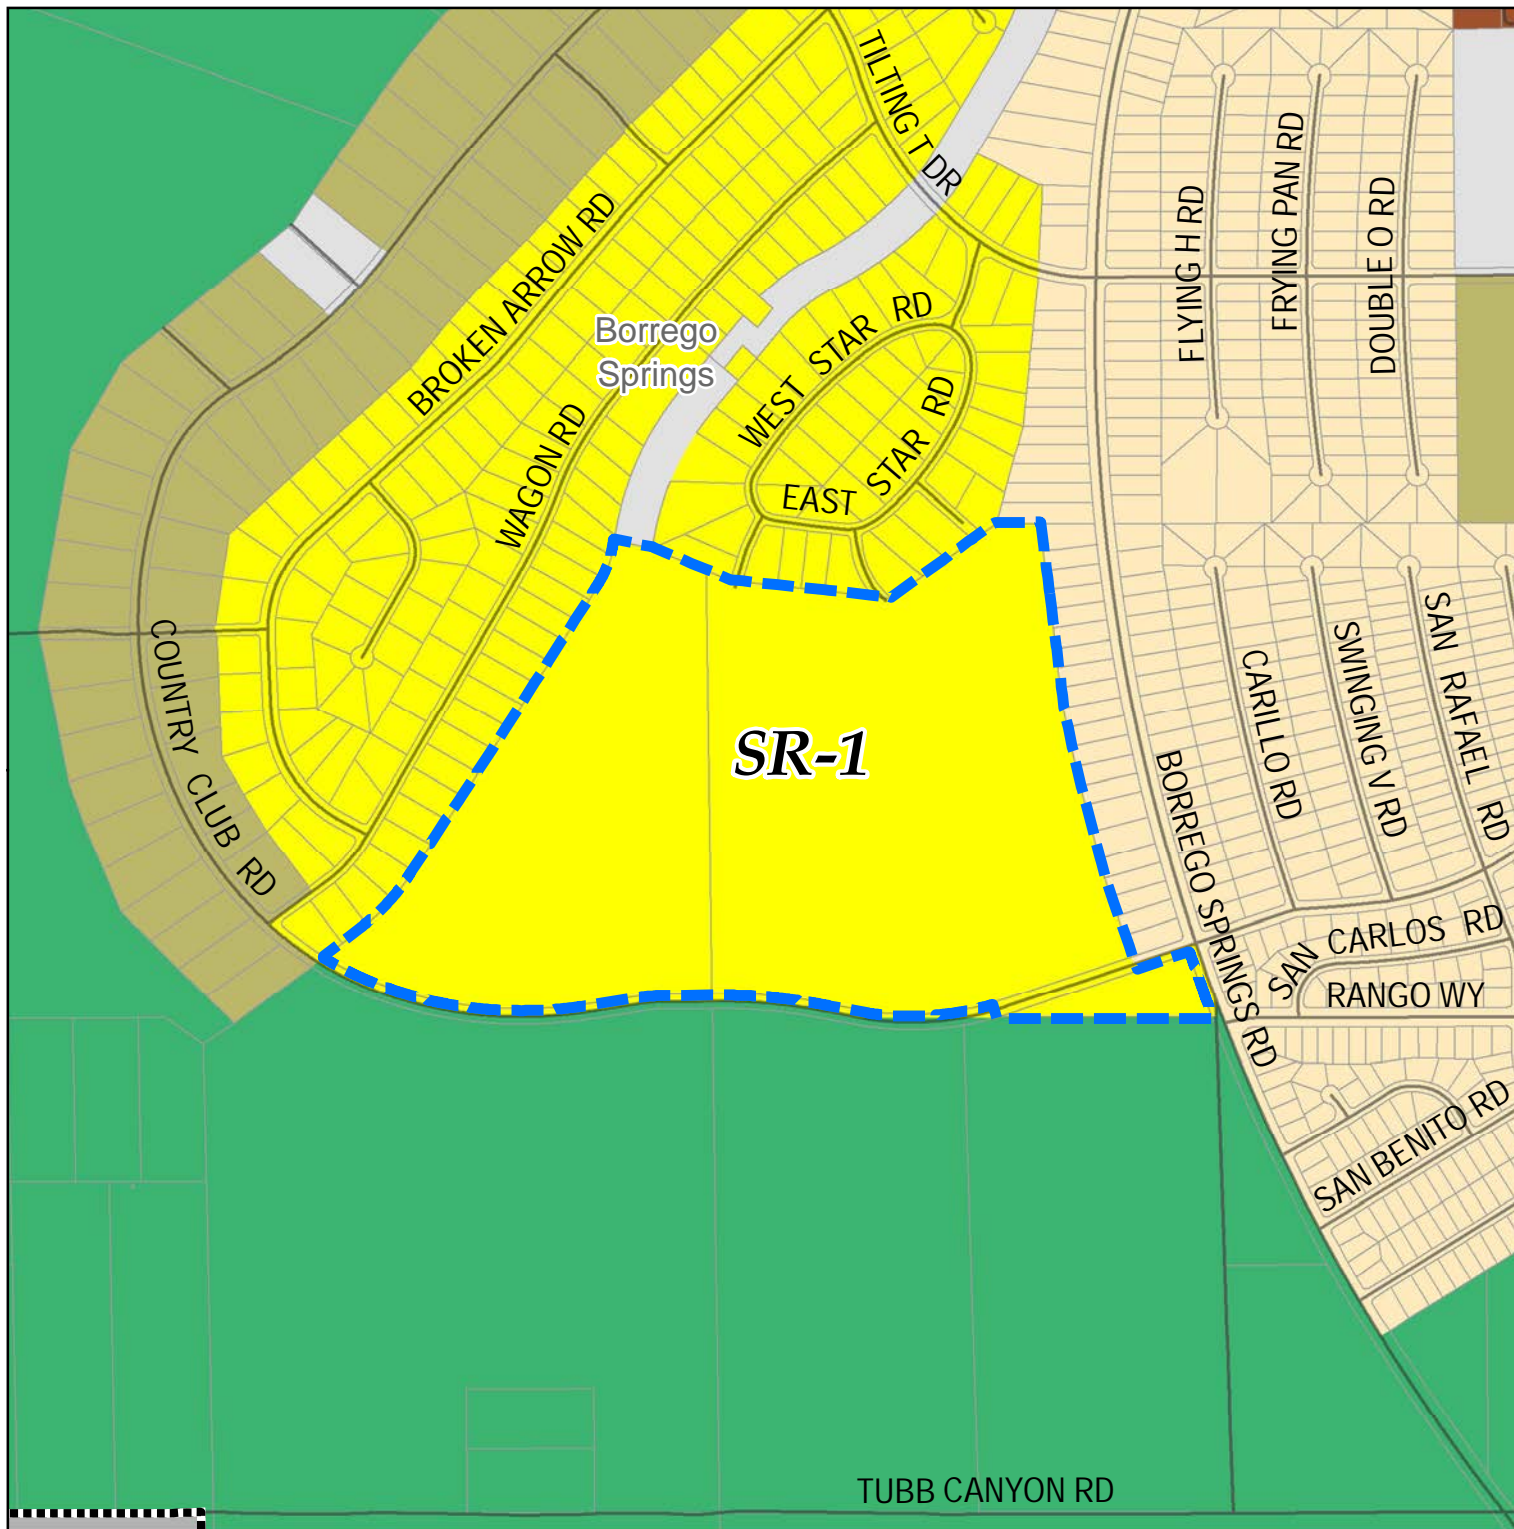 TILTING T DR
BROKEN ARROW RD
Borrego
Springs
WEST STAR RD
EAST STAR RD
WAGON RD
FLYING H RD
FRYING PAN RD
DOUBLE O RD
COUNTRY CLUB RD
SR-1
CARILLO RD
SWINGING V RD
SAN RAFAEL RD
BORREGO SPRINGS RD
SAN CARLOS RD
RANGO WY
SAN BENITO RD
TUBB CANYON RD